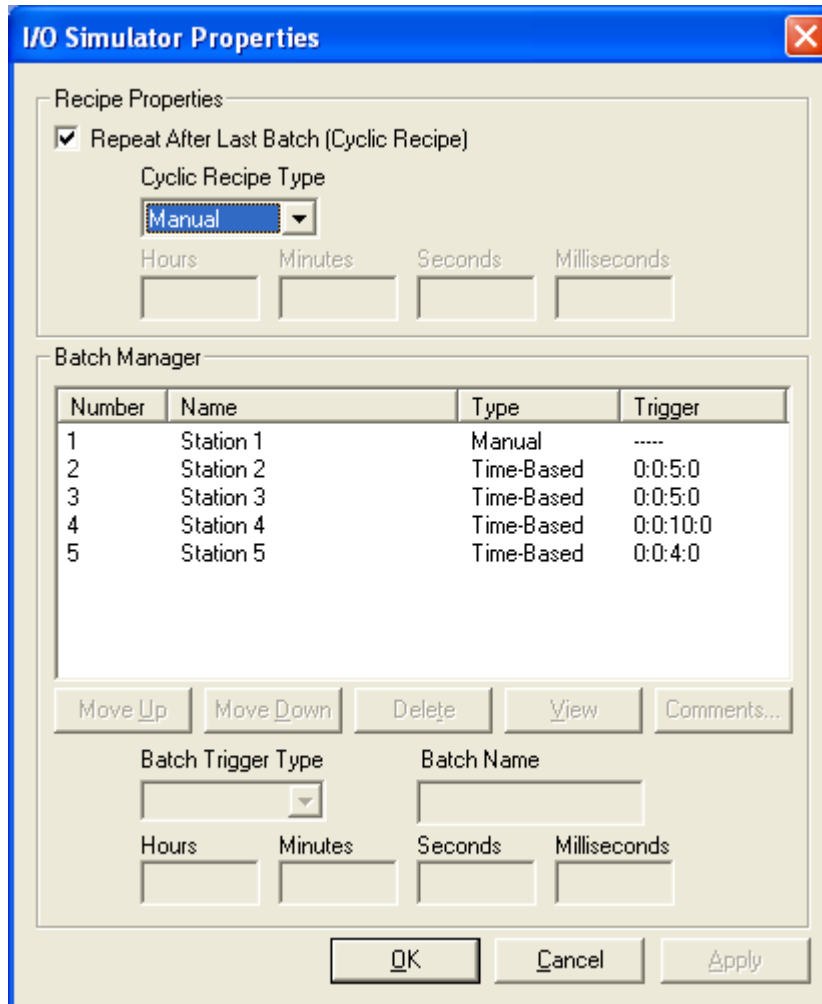 I/O Simulator Properties
Recipe Properties
Repeat After Last Batch (Cyclic Recipe)
Cyclic Recipe Type
Manual
Hours Minutes Seconds Milliseconds
Batch Manager
Number Name Type Trigger
1 Station 1 Manual -----
2 Station 2 Time-Based 0:0:5:0
3 Station 3 Time-Based 0:0:5:0
4 Station 4 Time-Based 0:0:10:0
5 Station 5 Time-Based 0:0:4:0
Move Up Move Down Delete View Comments...
Batch Trigger Type Batch Name
Hours Minutes Seconds Milliseconds
OK Cancel Apply